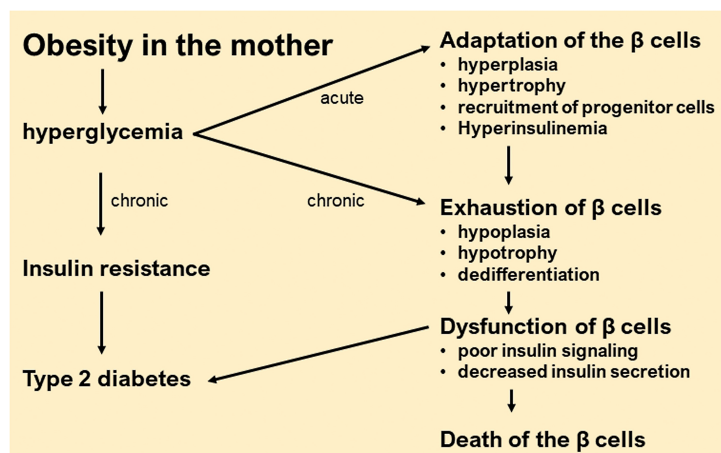 Obesity in the mother
hyperglycemia
chronic
Insulin resistance
Type 2 diabetes
acute
chronic
Adaptation of the β cells
• hyperplasia
• hypertrophy
• recruitment of progenitor cells
• Hyperinsulinemia
Exhaustion of β cells
• hypoplasia
• hypotrophy
• dedifferentiation
Dysfunction of β cells
• poor insulin signaling
• decreased insulin secretion
Death of the β cells